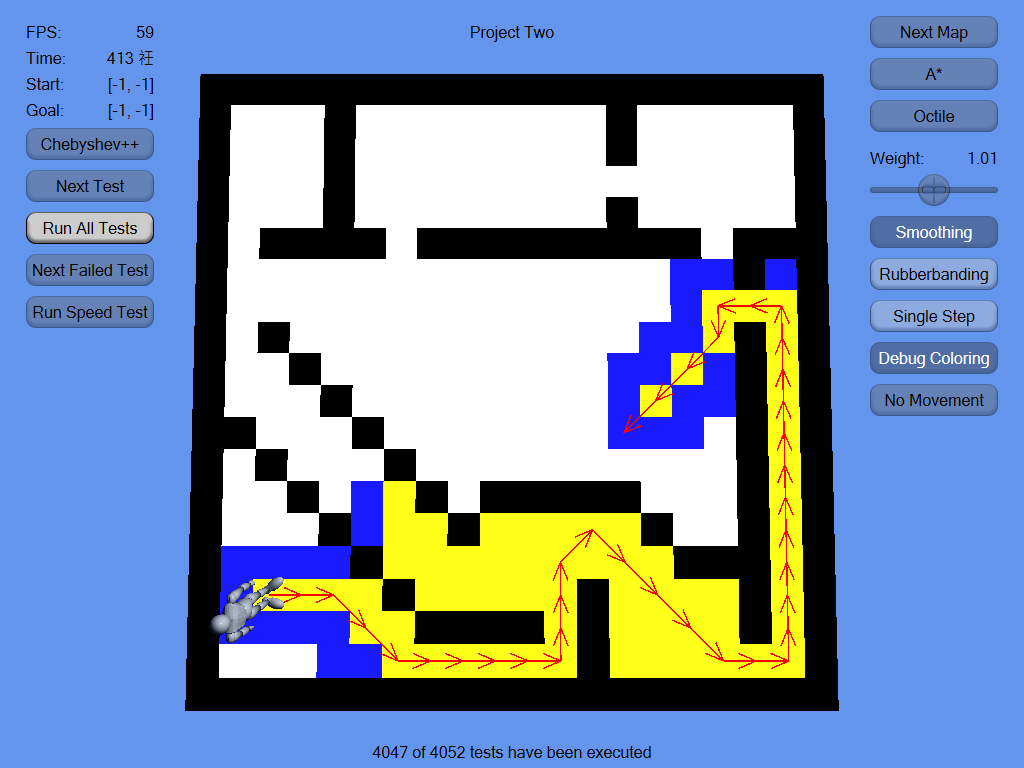 FPS: 59
Project Two
Time: 413 衽
Start: [-1, -1]
Goal: [-1, -1]
Chebyshev++
Next Test
Run All Tests
Next Failed Test
Run Speed Test
Next Map
A*
Octile
Weight: 1.01
Smoothing
Rubberbanding
Single Step
Debug Coloring
No Movement
4047 of 4052 tests have been executed